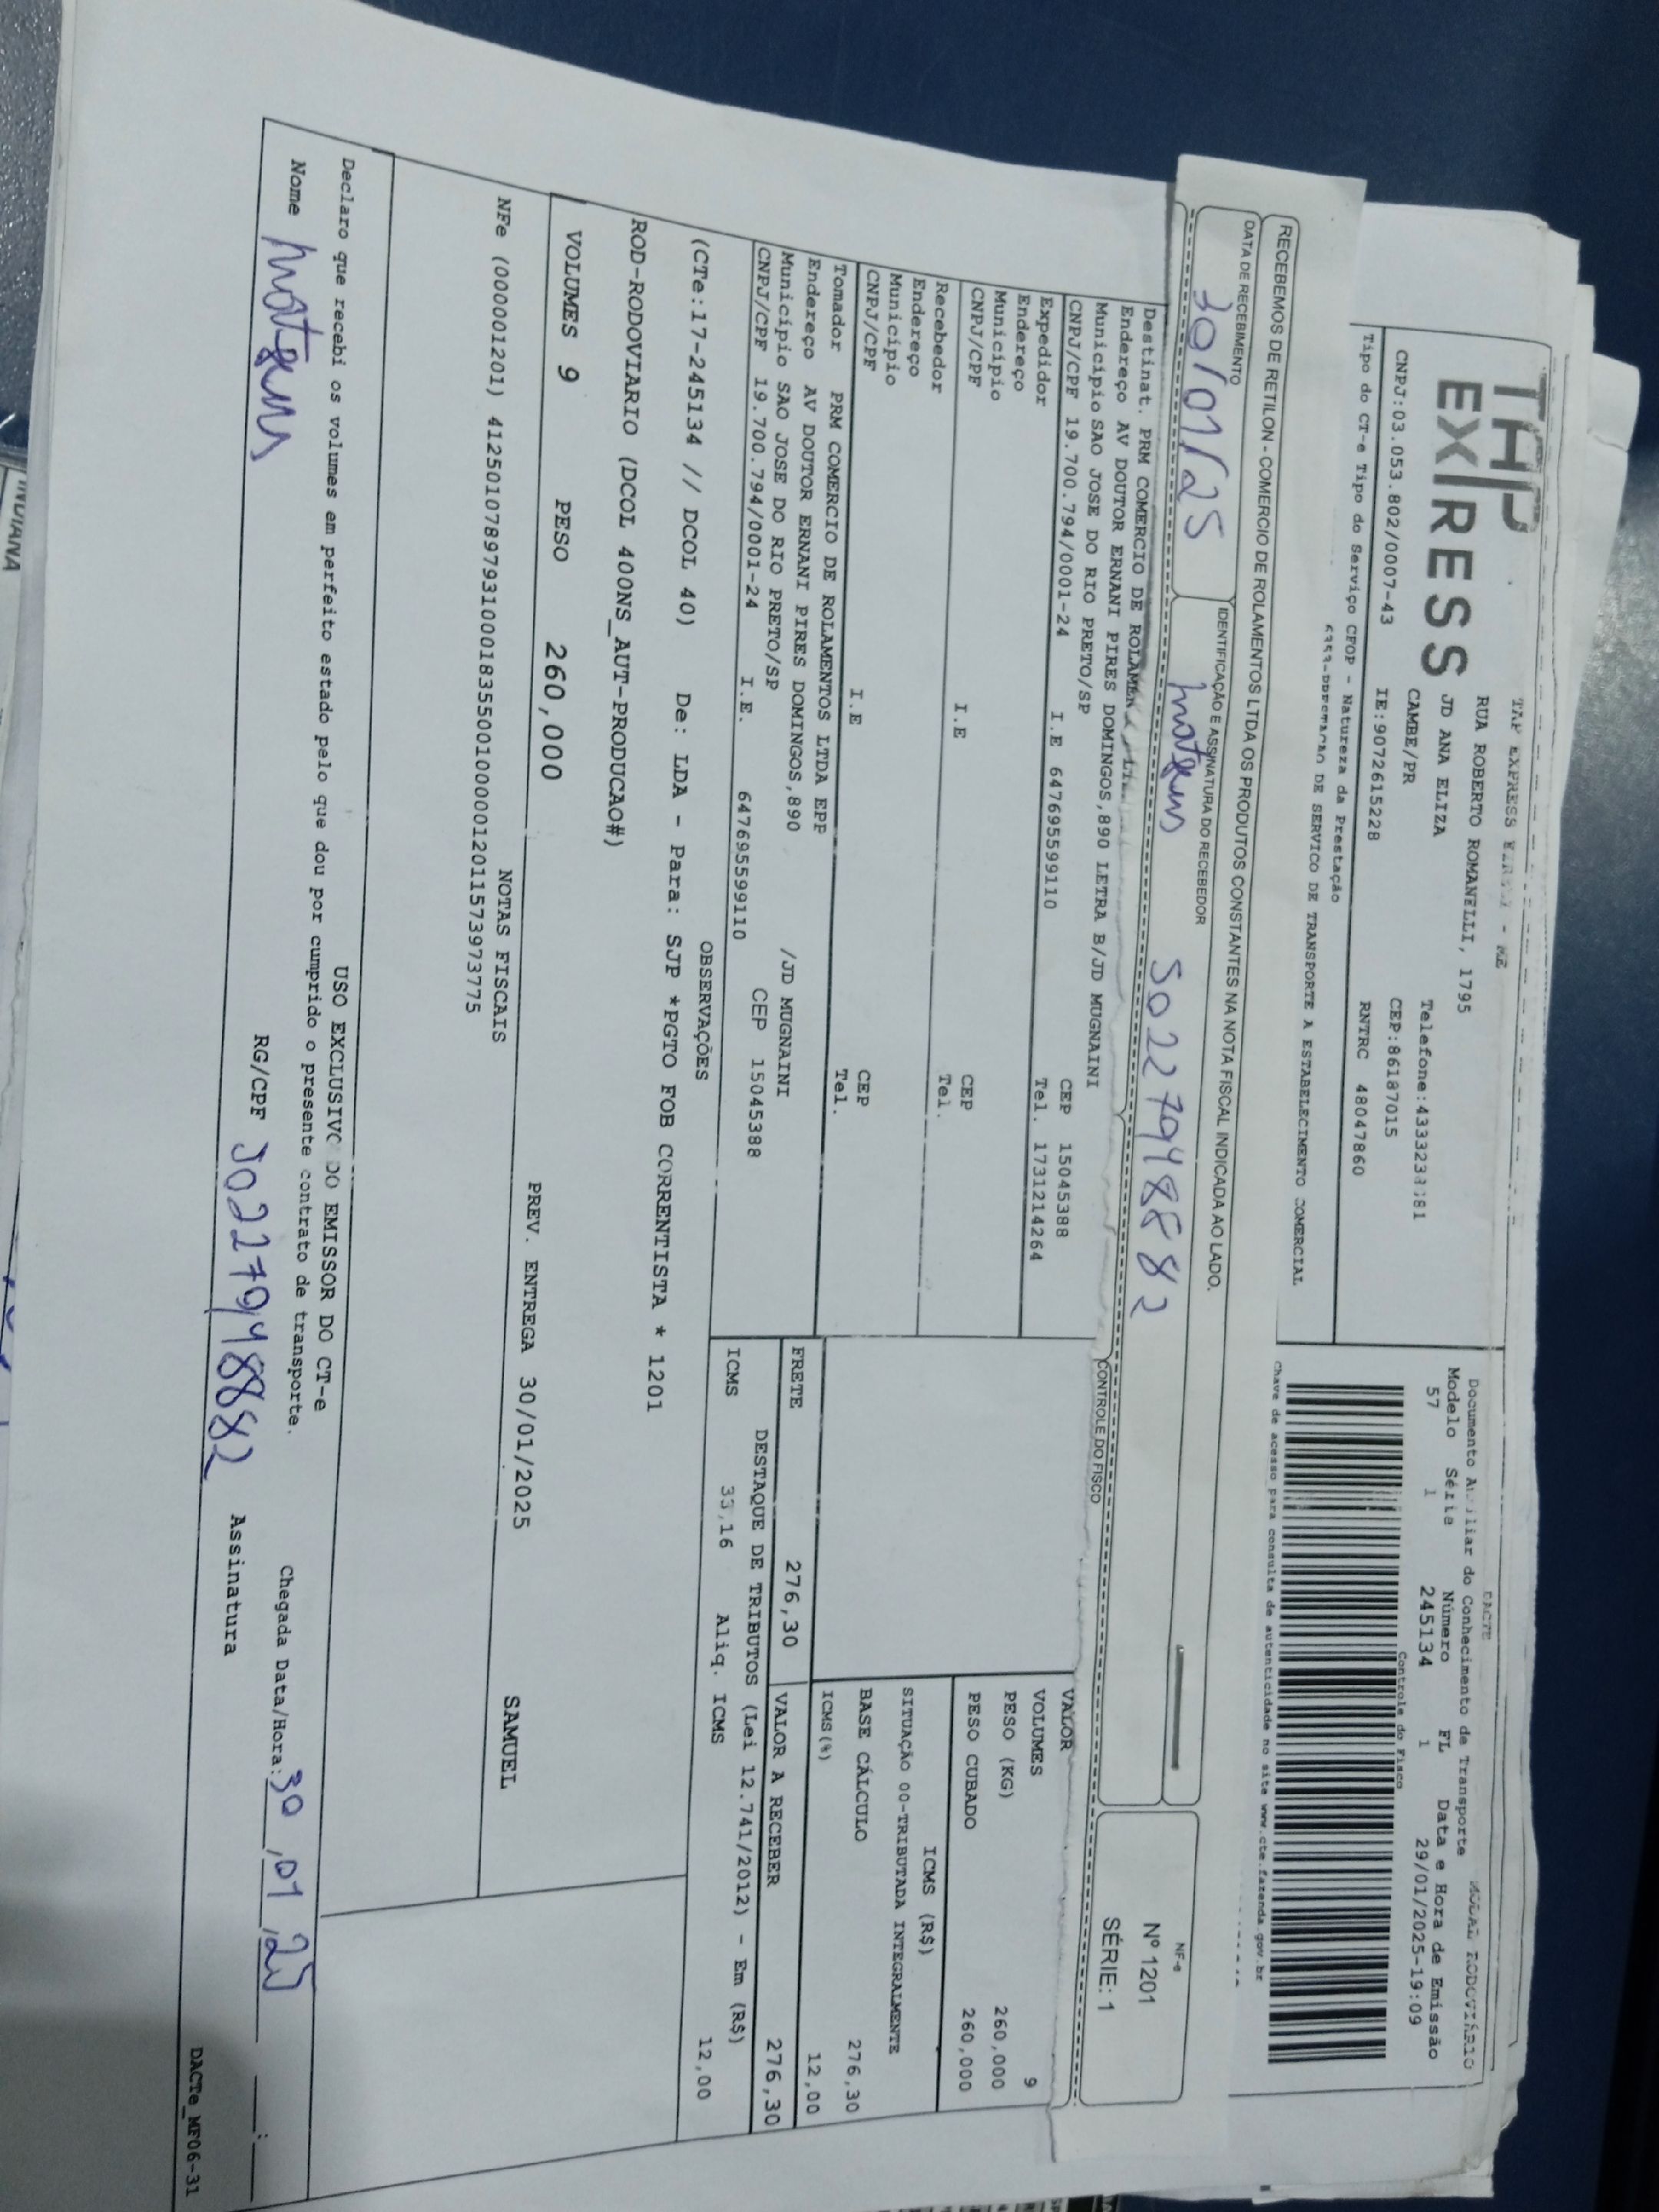 THP
EXPRESS
RUA ROBERTO ROMANELLI, 1795
JD ANA ELIZA
CAMBE/PR
CNPJ:03.053.802/0007-43 IE:9072615228
CEP:86187015
RNTRC 48047860
Tipo do CT-e Tipo do Serviço CFOP - Natureza da Prestação
DE SERVICO DE TRANSPORTE A ESTABELECIMENTO COMERCIAL
DACTE
Documento Auxiliar do Conhecimento de Transporte MODAL RODOVIÁRIO
Modelo Série Número FL Data e Hora de Emissão
57 1 245134 1 29/01/2025-19:09
Controle do Fisco
Chave de acesso para consulta de autenticidade no site www.cte.fazenda.gov.br
RECEBEMOS DE RETILON - COMERCIO DE ROLAMENTOS LTDA OS PRODUTOS CONSTANTES NA NOTA FISCAL INDICADA AO LADO.
DATA DE RECEBIMENTO IDENTIFICAÇÃO E ASSINATURA DO RECEBEDOR
30/01/25 Mateus 5022794 8882
NF-e
Nº 1201
SÉRIE: 1
CONTROLE DO FISCO
Destinat. PRM COMERCIO DE
Endereço AV DOUTOR ERNANI PIRES DOMINGOS,890 LETRA B/JD MUGNAINI
Município SAO JOSE DO RIO PRETO/SP CEP 15045388
CNPJ/CPF 19.700.794/0001-24 I.E 647695599110 Tel. 1731214264
Expedidor
Endereço
Município CEP
CNPJ/CPF I.E Tel.
Recebedor
Endereço
Município CEP
CNPJ/CPF I.E Tel.
Tomador PRM COMERCIO DE ROLAMENTOS LTDA EPP
Endereço AV DOUTOR ERNANI PIRES DOMINGOS,890 /JD MUGNAINI
Município SAO JOSE DO RIO PRETO/SP CEP 15045388
CNPJ/CPF 19.700.794/0001-24 I.E. 647695599110
VALOR
VOLUMES 9
PESO (KG) 260,000
PESO CUBADO 260,000
ICMS (R$)
SITUAÇÃO 00-TRIBUTADA INTEGRALMENTE
BASE CÁLCULO 276,30
ICMS(%) 12,00
FRETE 276,30 VALOR A RECEBER 276,30
DESTAQUE DE TRIBUTOS (Lei 12.741/2012) - Em (R$)
ICMS 33,16 Aliq. ICMS 12,00
OBSERVAÇÕES
(CTe:17-245134 // DCOL 40) De: LDA - Para: SJP *PGTO FOB CORRENTISTA * 1201
ROD-RODOVIARIO (DCOL 400NS_AUT-PRODUCAO#)
VOLUMES 9 PESO 260,000 PREV. ENTREGA 30/01/2025 SAMUEL
NOTAS FISCAIS
NFe (000001201) 41250107897931000183550010000012011573973775
USO EXCLUSIVO DO EMISSOR DO CT-e
Declaro que recebi os volumes em perfeito estado pelo que dou por cumprido o presente contrato de transporte.
Chegada Data/Hora: 30,01,25 :
Nome Mateus RG/CPF 50227948882 Assinatura
DACTe_MF06-31
INDIANA